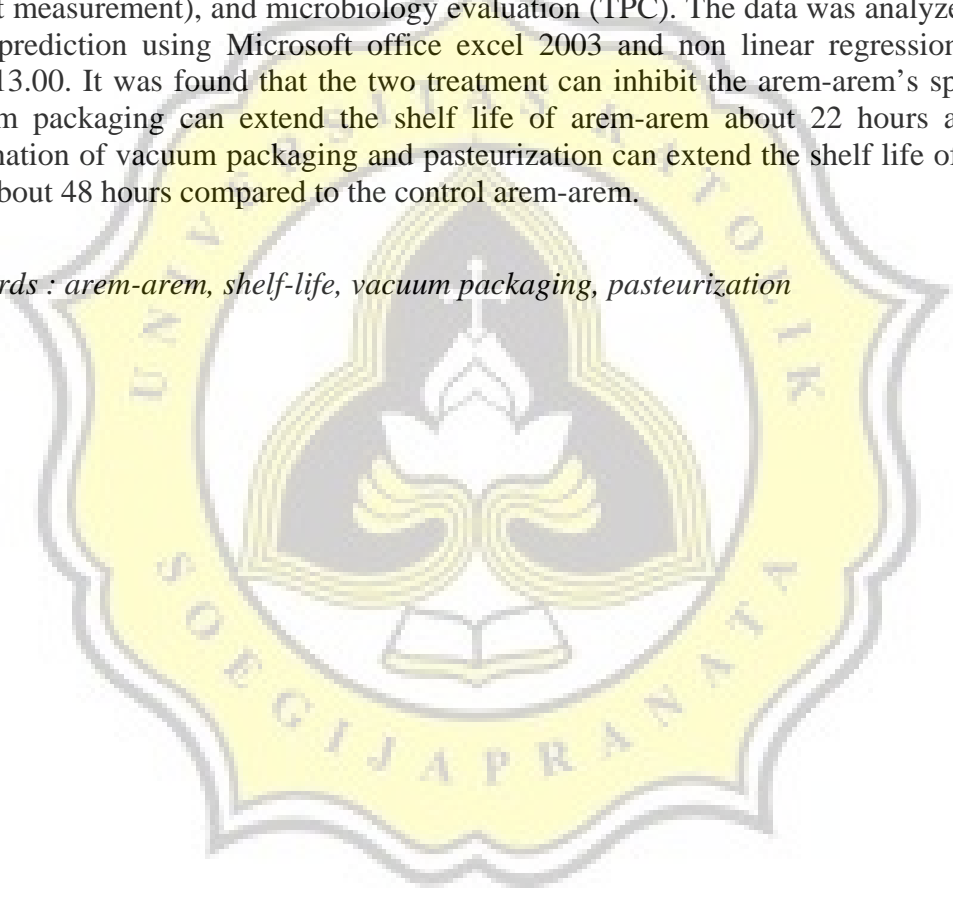 t measurement), and microbiology evaluation (TPC). The data was analyze
prediction using Microsoft office excel 2003 and non linear regression
13.00. It was found that the two treatment can inhibit the arem-arem's sp
m packaging can extend the shelf life of arem-arem about 22 hours a
nation of vacuum packaging and pasteurization can extend the shelf life of
bout 48 hours compared to the control arem-arem.
rds : arem-arem, shelf-life, vacuum packaging, pasteurization
UNIVERSITAS KATOLIK
SOEGIJAPRANATA